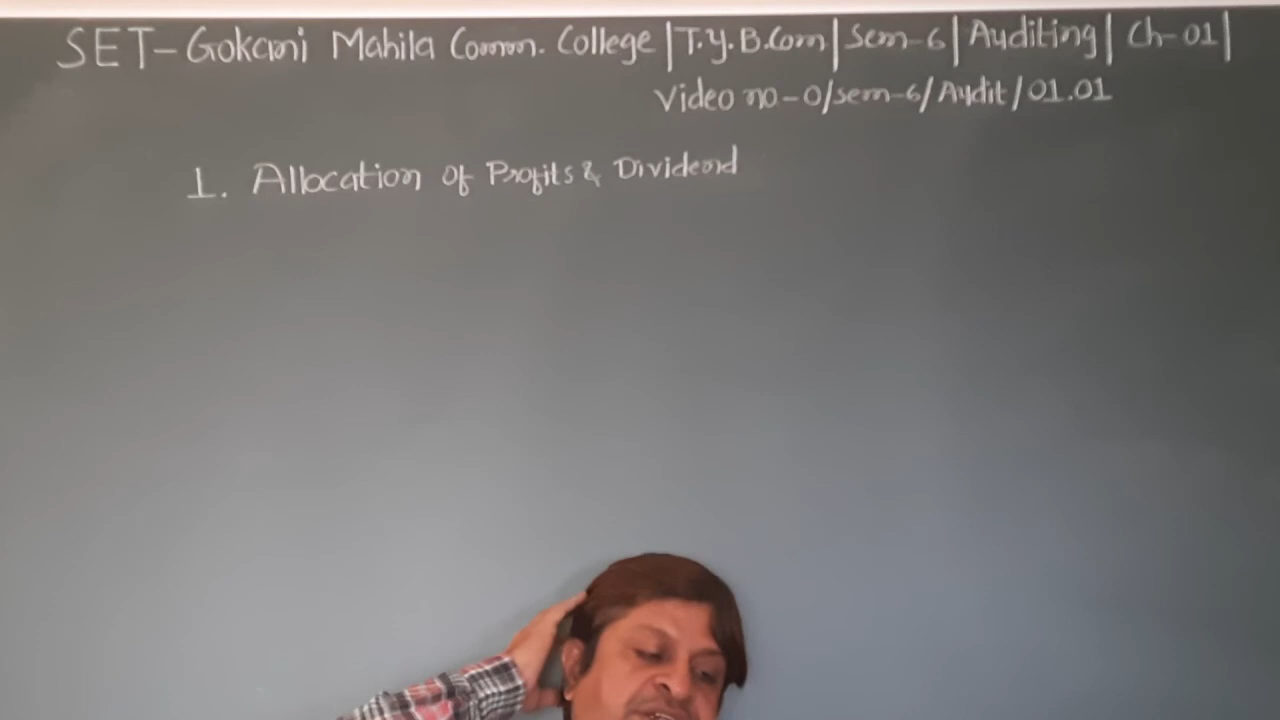 SET-Gokani Mahila Comm. College | T.Y.B.Com | Sem-6 | Auditing | Ch-01 |
Video no-0/sem-6/Audit/01.01
1. Allocation of Profits & Dividend